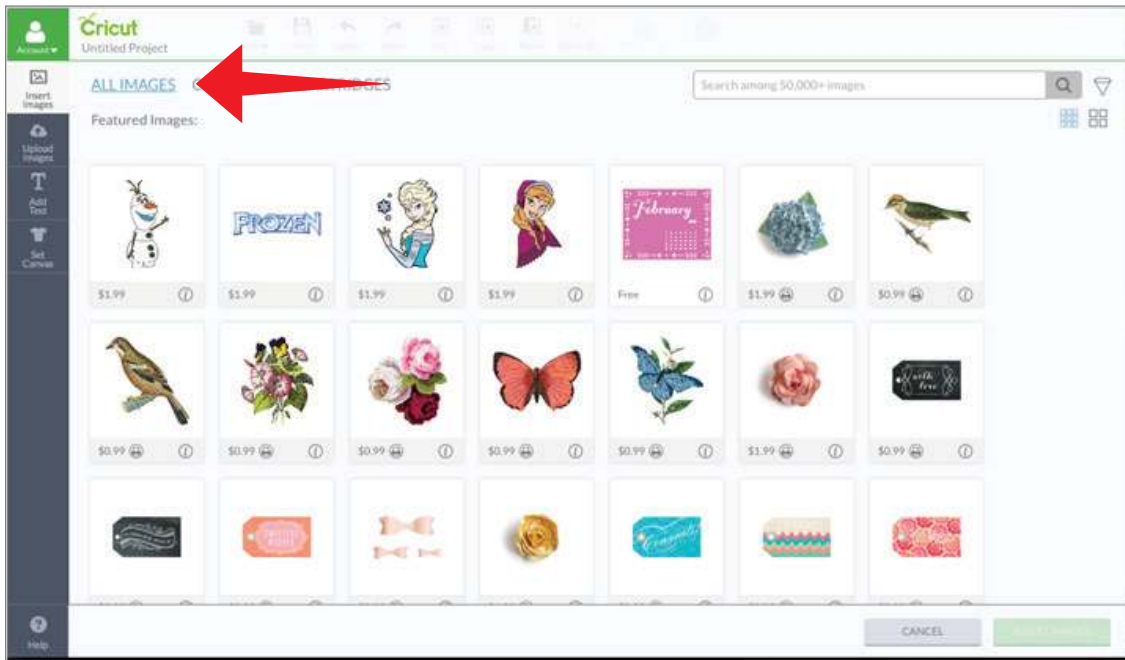 Account
Cricut
Untitled Project
Insert
Images
Upload
Images
Add
Text
Set
Canvas
Help
ALL IMAGES
Search among 50,000+ images
Featured Images:
FROZEN
February
$1.99
$1.99
$1.99
$1.99
Free
$1.99
$0.99
with
love
$0.99
$0.99
$0.99
$0.99
$0.99
$1.99
$0.99
CANCEL